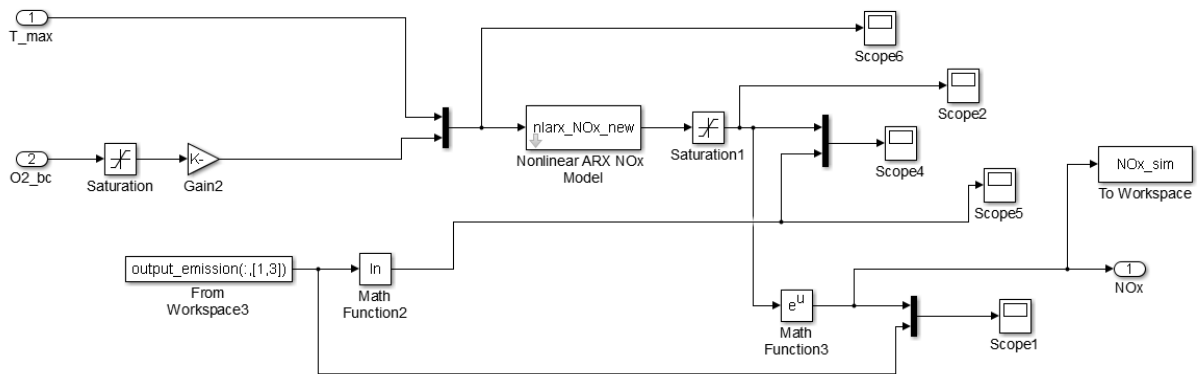 1
T_max
Scope6
Scope2
nlarx_NOx_new
Nonlinear ARX NOx
Model
Saturation1
Scope4
2
O2_bc
Saturation
K-
Gain2
NOx_sim
To Workspace
Scope5
output_emission(:,[1,3])
From
Workspace3
ln
Math
Function2
1
NOx
e^u
Math
Function3
Scope1